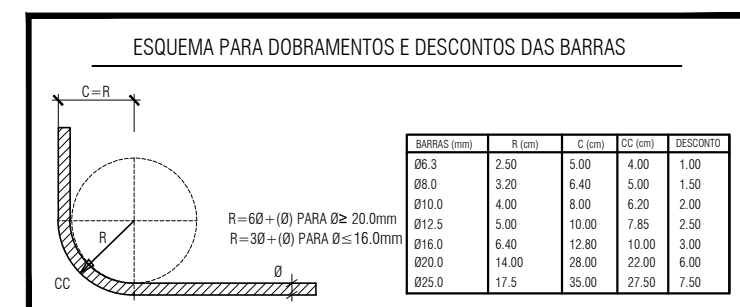 ESQUEMA PARA DOBRAMENTOS E DESCONTOS DAS BARRAS
C=R
R
CC
Ø
R=6Ø+(Ø) PARA Ø≥ 20.0mm
R=3Ø+(Ø) PARA Ø≤16.0mm
BARRAS (mm) R (cm) C (cm) CC (cm) DESCONTO
Ø6.3 2.50 5.00 4.00 1.00
Ø8.0 3.20 6.40 5.00 1.50
Ø10.0 4.00 8.00 6.20 2.00
Ø12.5 5.00 10.00 7.85 2.50
Ø16.0 6.40 12.80 10.00 3.00
Ø20.0 14.00 28.00 22.00 6.00
Ø25.0 17.5 35.00 27.50 7.50